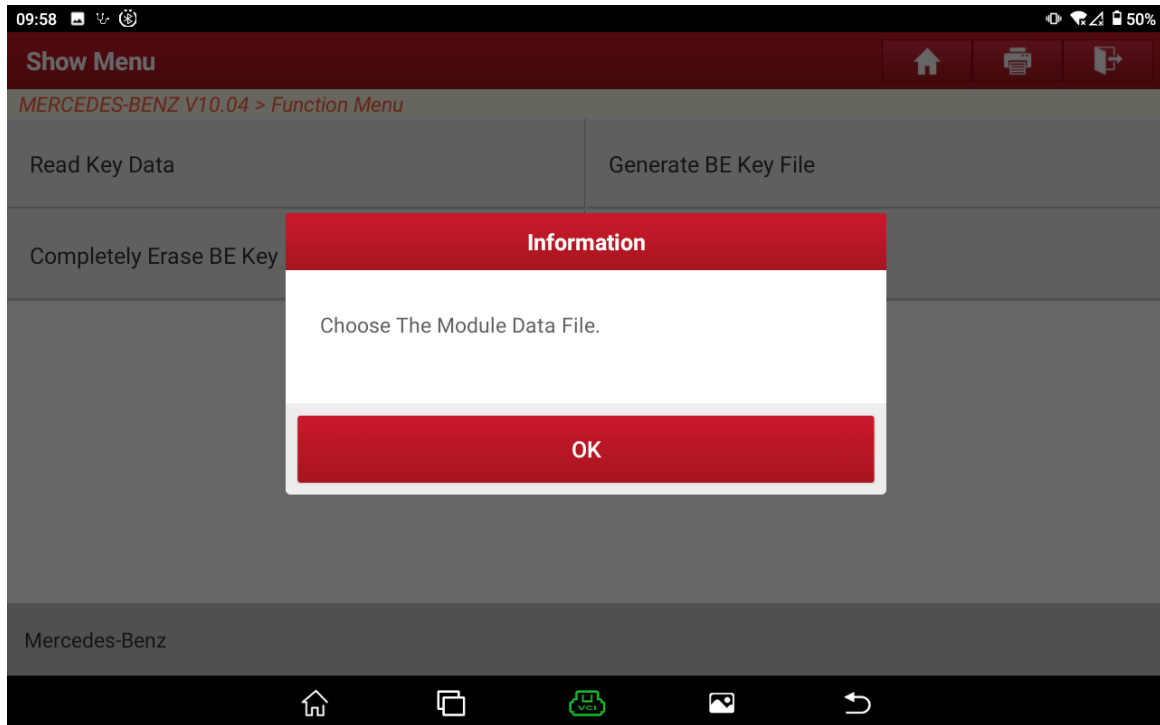 09:58
50%
Show Menu
MERCEDES-BENZ V10.04 > Function Menu
Read Key Data
Generate BE Key File
Completely Erase BE Key
Information
Choose The Module Data File.
OK
Mercedes-Benz
VCI